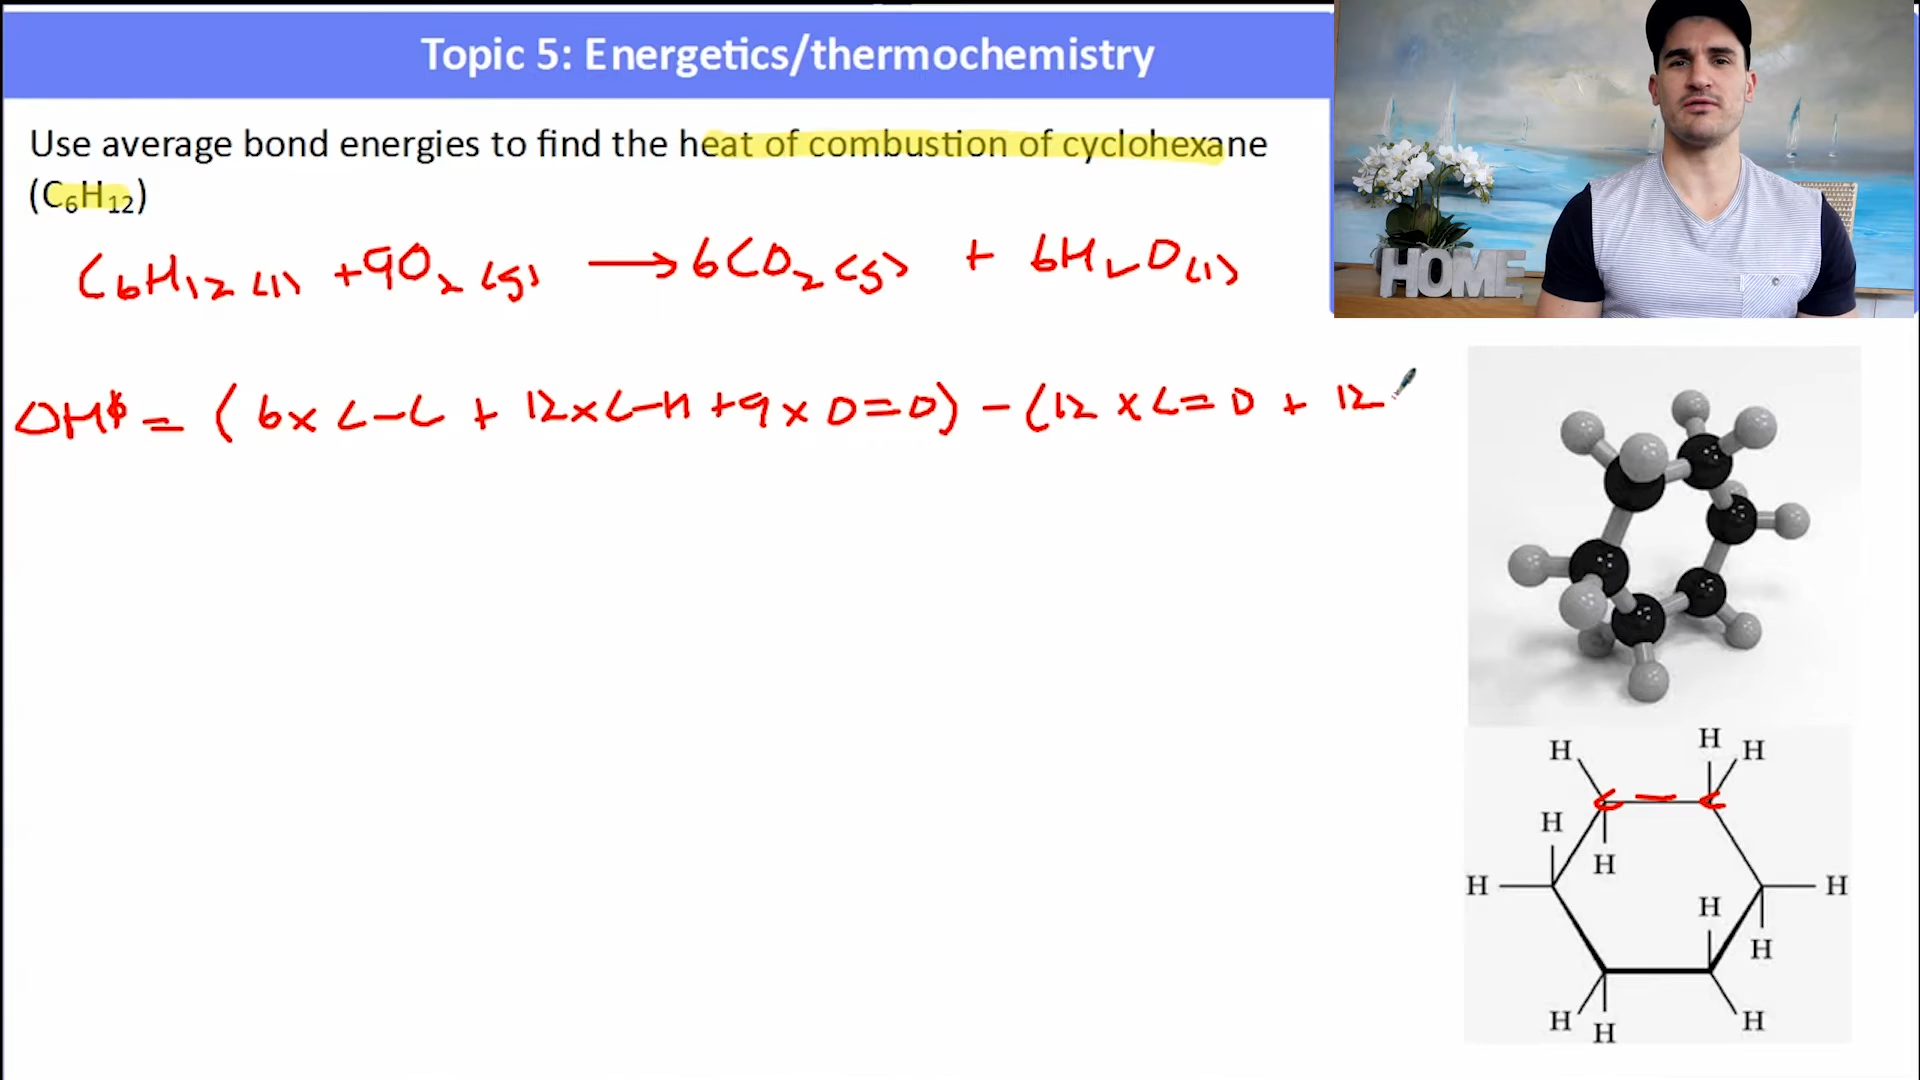 Topic 5: Energetics/thermochemistry
Use average bond energies to find the heat of combustion of cyclohexane
(C₆H₁₂)
C₆H₁₂(l) + 9O₂(g) ⟶ 6CO₂(g) + 6H₂O(l)
ΔHᶲ = (6 x C-C + 12 x C-H + 9 x O=O) - (12 x C=O + 12
HOME
H H H
C - C
H H
H H
H H
H H H
H